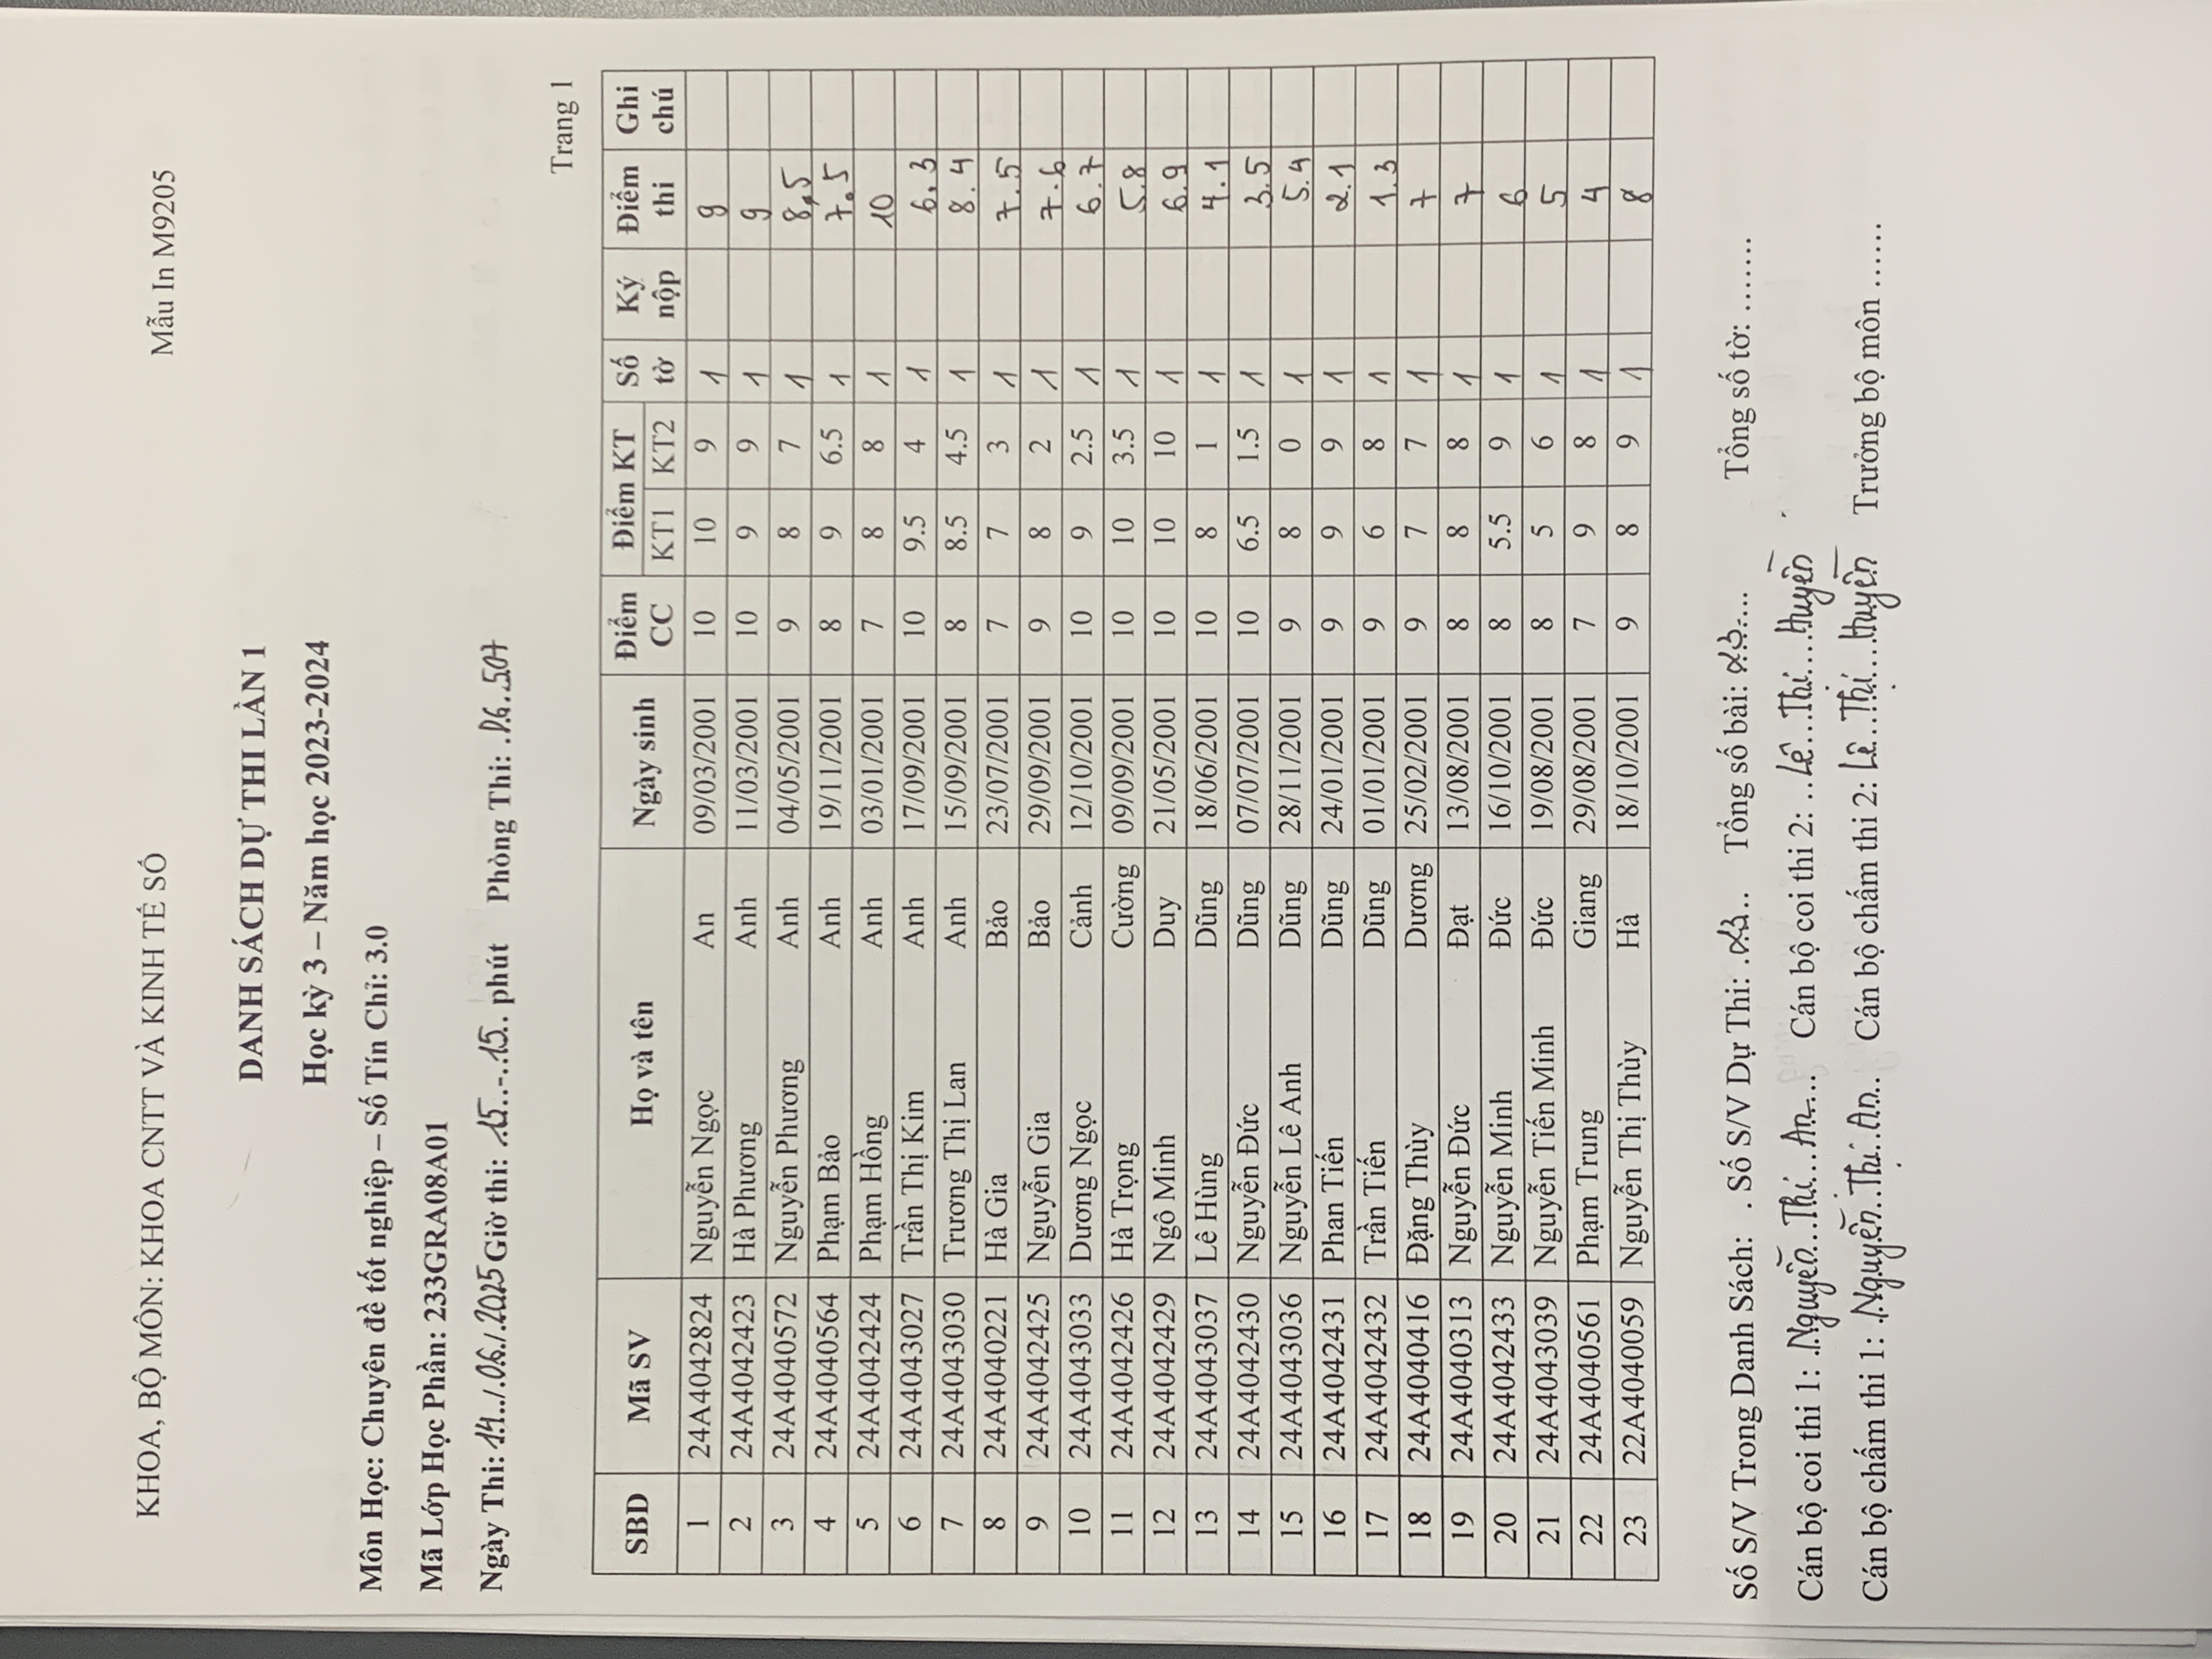 KHOA, BỘ MÔN: KHOA CNTT VÀ KINH TẾ SỐ Mẫu In M9205
DANH SÁCH DỰ THI LẦN 1
Học kỳ 3 – Năm học 2023-2024
Môn Học: Chuyên đề tốt nghiệp – Số Tín Chỉ: 3.0
Mã Lớp Học Phần: 233GRA08A01
Ngày Thi: 14../.06./.2025 Giờ thi: .15..-..15.. phút Phòng Thi: .D6..507
Trang 1
SBD Mã SV Họ và tên Ngày sinh Điểm CC Điểm KT KT1 KT2 Số tờ Ký nộp Điểm thi Ghi chú
1 24A4042824 Nguyễn Ngọc An 09/03/2001 10 10 9 1 9
2 24A4042423 Hà Phương Anh 11/03/2001 10 9 9 1 9
3 24A4040572 Nguyễn Phương Anh 04/05/2001 9 8 7 1 8,5
4 24A4040564 Phạm Bảo Anh 19/11/2001 8 9 6.5 1 7.5
5 24A4042424 Phạm Hồng Anh 03/01/2001 7 8 8 1 10
6 24A4043027 Trần Thị Kim Anh 17/09/2001 10 9.5 4 1 6,3
7 24A4043030 Trương Thị Lan Anh 15/09/2001 8 8.5 4.5 1 8.4
8 24A4040221 Hà Gia Bảo 23/07/2001 7 7 3 1 7.5
9 24A4042425 Nguyễn Gia Bảo 29/09/2001 9 8 2 1 7.6
10 24A4043033 Dương Ngọc Cảnh 12/10/2001 10 9 2.5 1 6.7
11 24A4042426 Hà Trọng Cường 09/09/2001 10 10 3.5 1 5.8
12 24A4042429 Ngô Minh Duy 21/05/2001 10 10 10 1 6.9
13 24A4043037 Lê Hùng Dũng 18/06/2001 10 8 1 1 4.1
14 24A4042430 Nguyễn Đức Dũng 07/07/2001 10 6.5 1.5 1 3.5
15 24A4043036 Nguyễn Lê Anh Dũng 28/11/2001 9 8 0 1 5.4
16 24A4042431 Phan Tiến Dũng 24/01/2001 9 9 9 1 2.1
17 24A4042432 Trần Tiến Dũng 01/01/2001 9 6 8 1 1.3
18 24A4040416 Đặng Thùy Dương 25/02/2001 9 7 7 1 7
19 24A4040313 Nguyễn Đức Đạt 13/08/2001 8 8 8 1 7
20 24A4042433 Nguyễn Minh Đức 16/10/2001 8 5.5 9 1 6
21 24A4043039 Nguyễn Tiến Minh Đức 19/08/2001 8 5 6 1 5
22 24A4040561 Phạm Trung Giang 29/08/2001 7 9 8 1 4
23 22A4040059 Nguyễn Thị Thùy Hà 18/10/2001 9 8 9 1 8
Số S/V Trong Danh Sách: . Số S/V Dự Thi: .23.. Tổng số bài: 23.... Tổng số tờ: .......
Cán bộ coi thi 1: .Nguyễn...Thị...An.... Cán bộ coi thi 2: ..Lê...Thị....Huyền
Cán bộ chấm thi 1: .Nguyễn..Thị..An.. Cán bộ chấm thi 2: Lê..Thị....Huyền Trưởng bộ môn ......